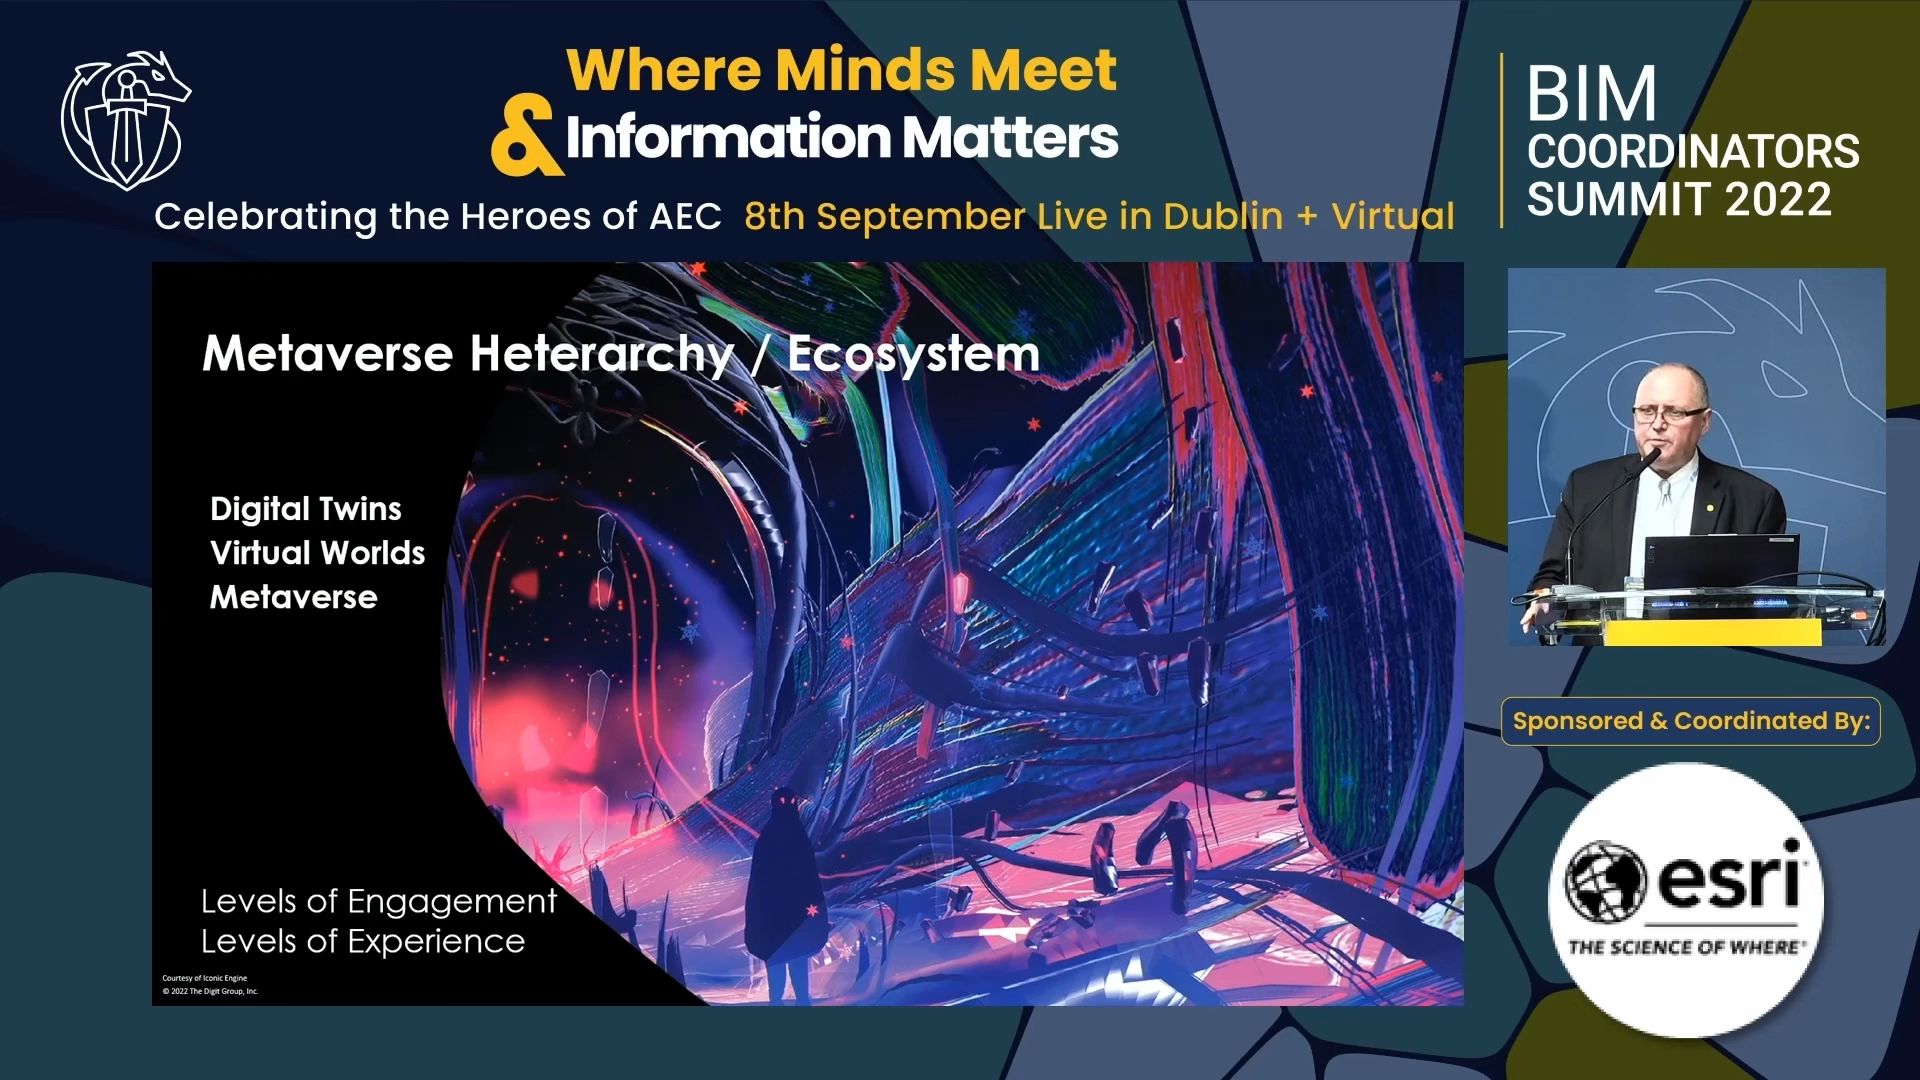 Where Minds Meet
& Information Matters
Celebrating the Heroes of AEC 8th September Live in Dublin + Virtual
BIM
COORDINATORS
SUMMIT 2022
Metaverse Heterarchy / Ecosystem
Digital Twins
Virtual Worlds
Metaverse
Levels of Engagement
Levels of Experience
Courtesy of Iconic Engine
© 2022 The Digit Group, Inc.
Sponsored & Coordinated By:
esri
THE SCIENCE OF WHERE®